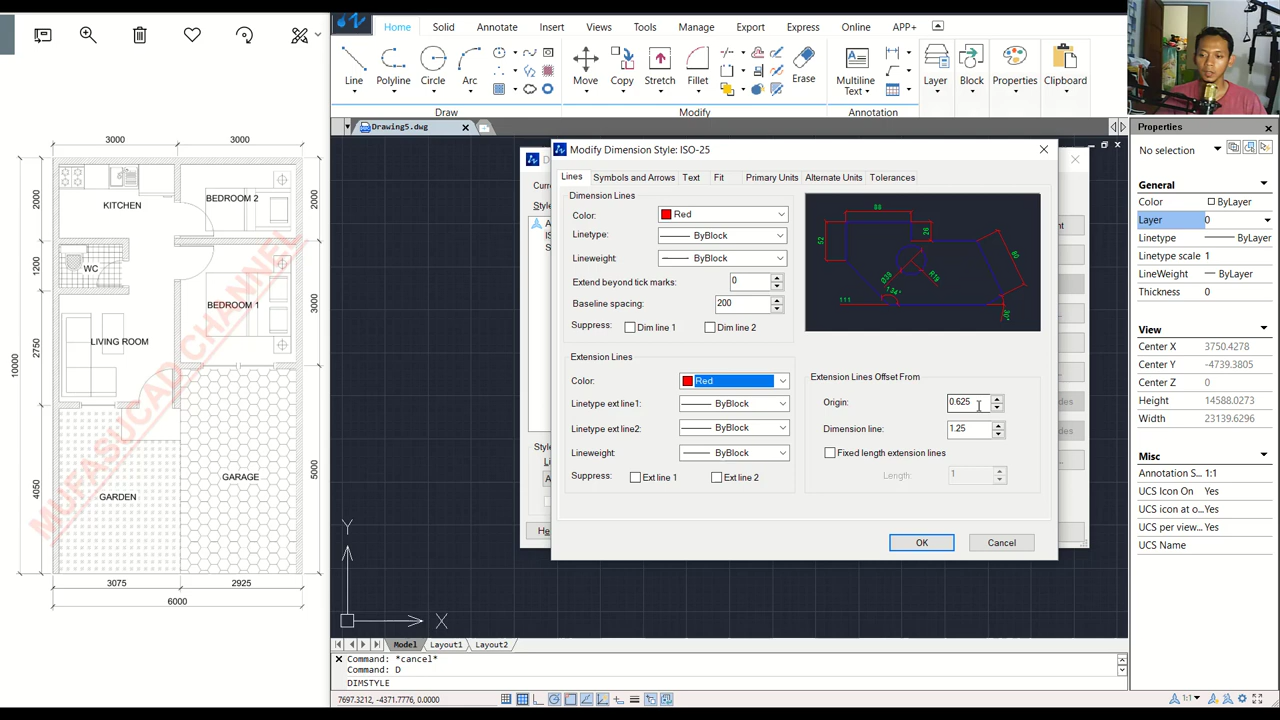 Home Solid Annotate Insert Views Tools Manage Export Express Online APP+
Line Polyline Circle Arc Move Copy Stretch Fillet Erase Multiline Text Layer Block Properties Clipboard
Draw Modify Annotation
Drawing5.dwg
3000 3000
2000
1200
2750
4050
10000
2000
3000
5000
KITCHEN
BEDROOM 2
WC
BEDROOM 1
LIVING ROOM
GARDEN
GARAGE
3075 2925
6000
MUFASUCAD CHANNEL
Modify Dimension Style: ISO-25
Lines Symbols and Arrows Text Fit Primary Units Alternate Units Tolerances
Dimension Lines
Color: Red
Linetype: ByBlock
Lineweight: ByBlock
Extend beyond tick marks: 0
Baseline spacing: 200
Suppress: Dim line 1 Dim line 2
Extension Lines
Color: Red
Linetype ext line1: ByBlock
Linetype ext line2: ByBlock
Lineweight: ByBlock
Suppress: Ext line 1 Ext line 2
88
52
26
60
111
30°
Extension Lines Offset From
Origin: 0.625
Dimension line: 1.25
Fixed length extension lines
Length: 1
OK Cancel
Properties
No selection
General
Color ByLayer
Layer 0
Linetype ByLayer
Linetype scale 1
LineWeight ByLayer
Thickness 0
View
Center X 3750.4278
Center Y -4739.3805
Center Z 0
Height 14588.0273
Width 23139.6296
Misc
Annotation S... 1:1
UCS Icon On Yes
UCS icon at o... Yes
UCS per view... Yes
UCS Name
Y
X
Model Layout1 Layout2
Command: *cancel*
Command: D
DIMSTYLE
7697.3212, -4371.7776, 0.0000
1:1